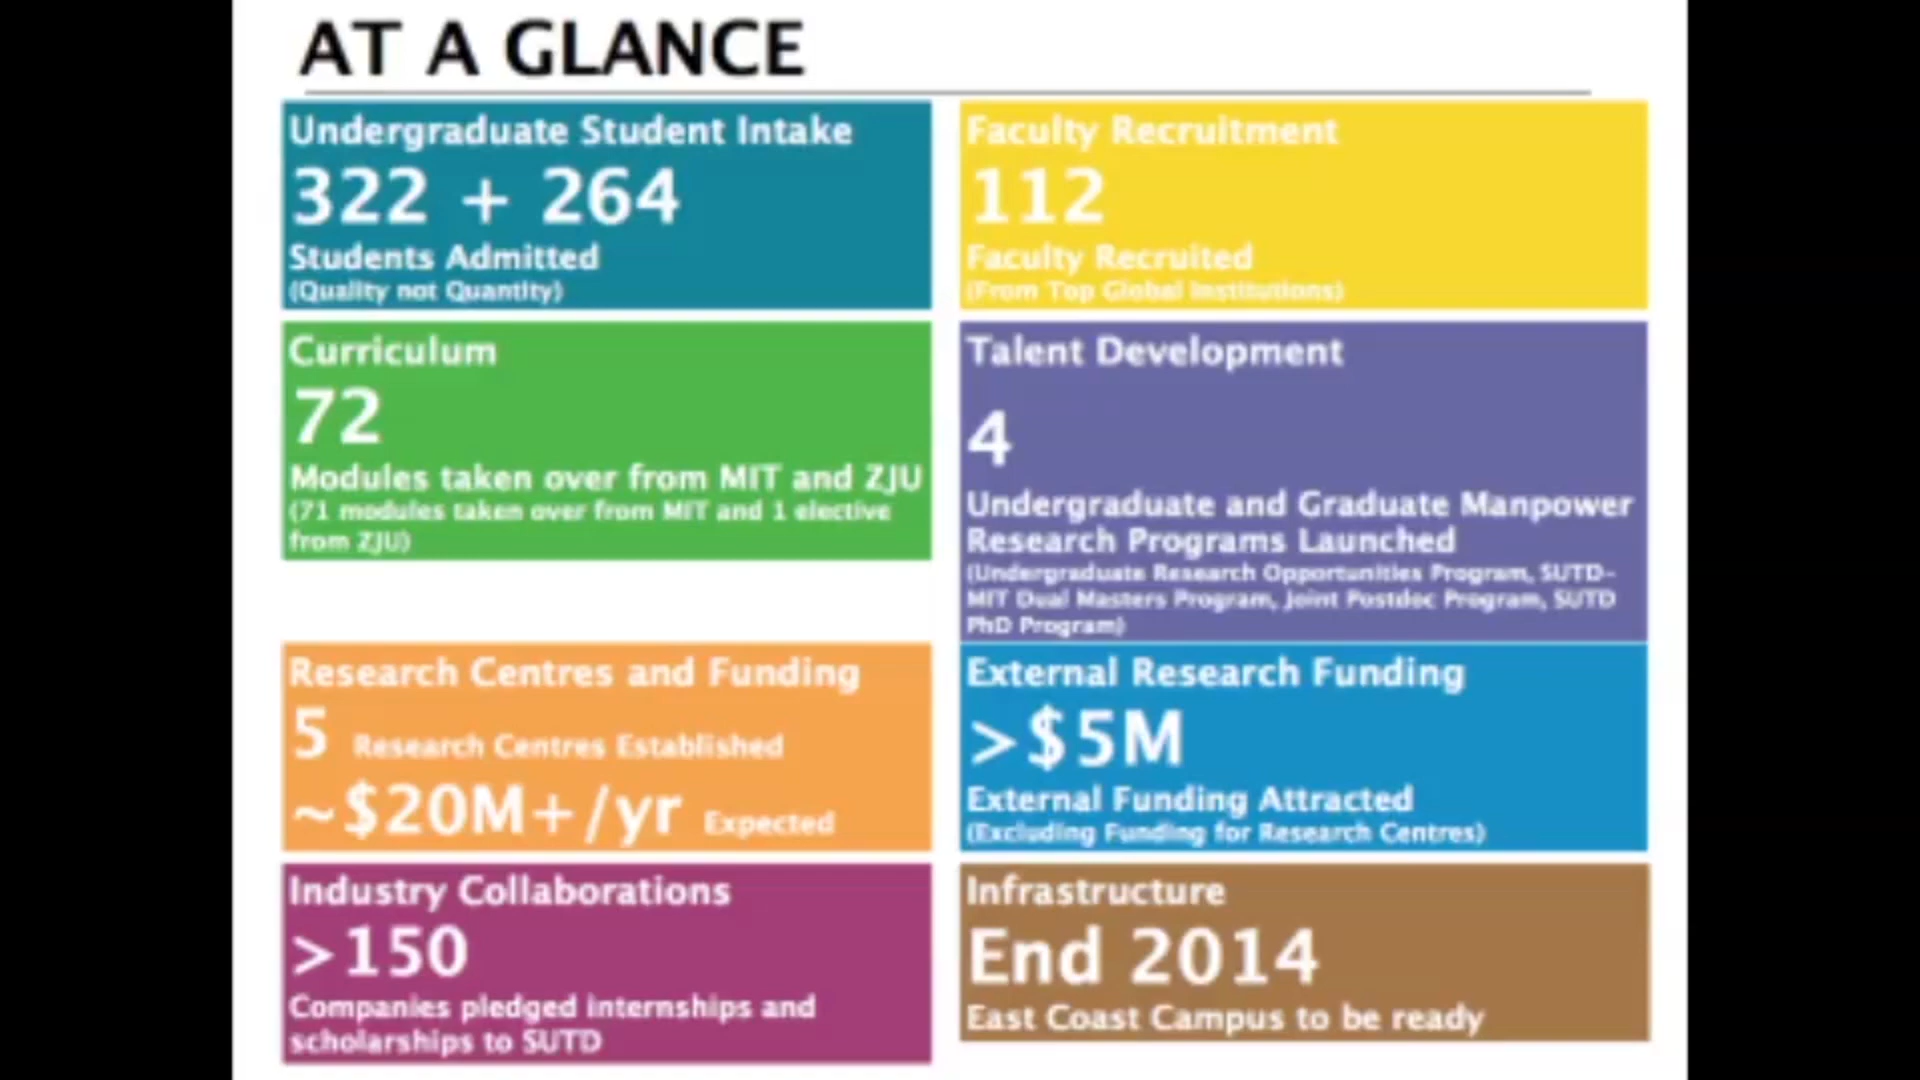 AT A GLANCE
Undergraduate Student Intake
322 + 264
Students Admitted
(Quality not Quantity)
Faculty Recruitment
112
Faculty Recruited
(From Top Global Institutions)
Curriculum
72
Modules taken over from MIT and ZJU
(71 modules taken over from MIT and 1 elective
from ZJU)
Talent Development
4
Undergraduate and Graduate Manpower
Research Programs Launched
(Undergraduate Research Opportunities Program, SUTD-
MIT Dual Masters Program, Joint Postdoc Program, SUTD
PhD Program)
Research Centres and Funding
5 Research Centres Established
~$20M+/yr Expected
External Research Funding
>$5M
External Funding Attracted
(Excluding Funding for Research Centres)
Industry Collaborations
>150
Companies pledged internships and
scholarships to SUTD
Infrastructure
End 2014
East Coast Campus to be ready